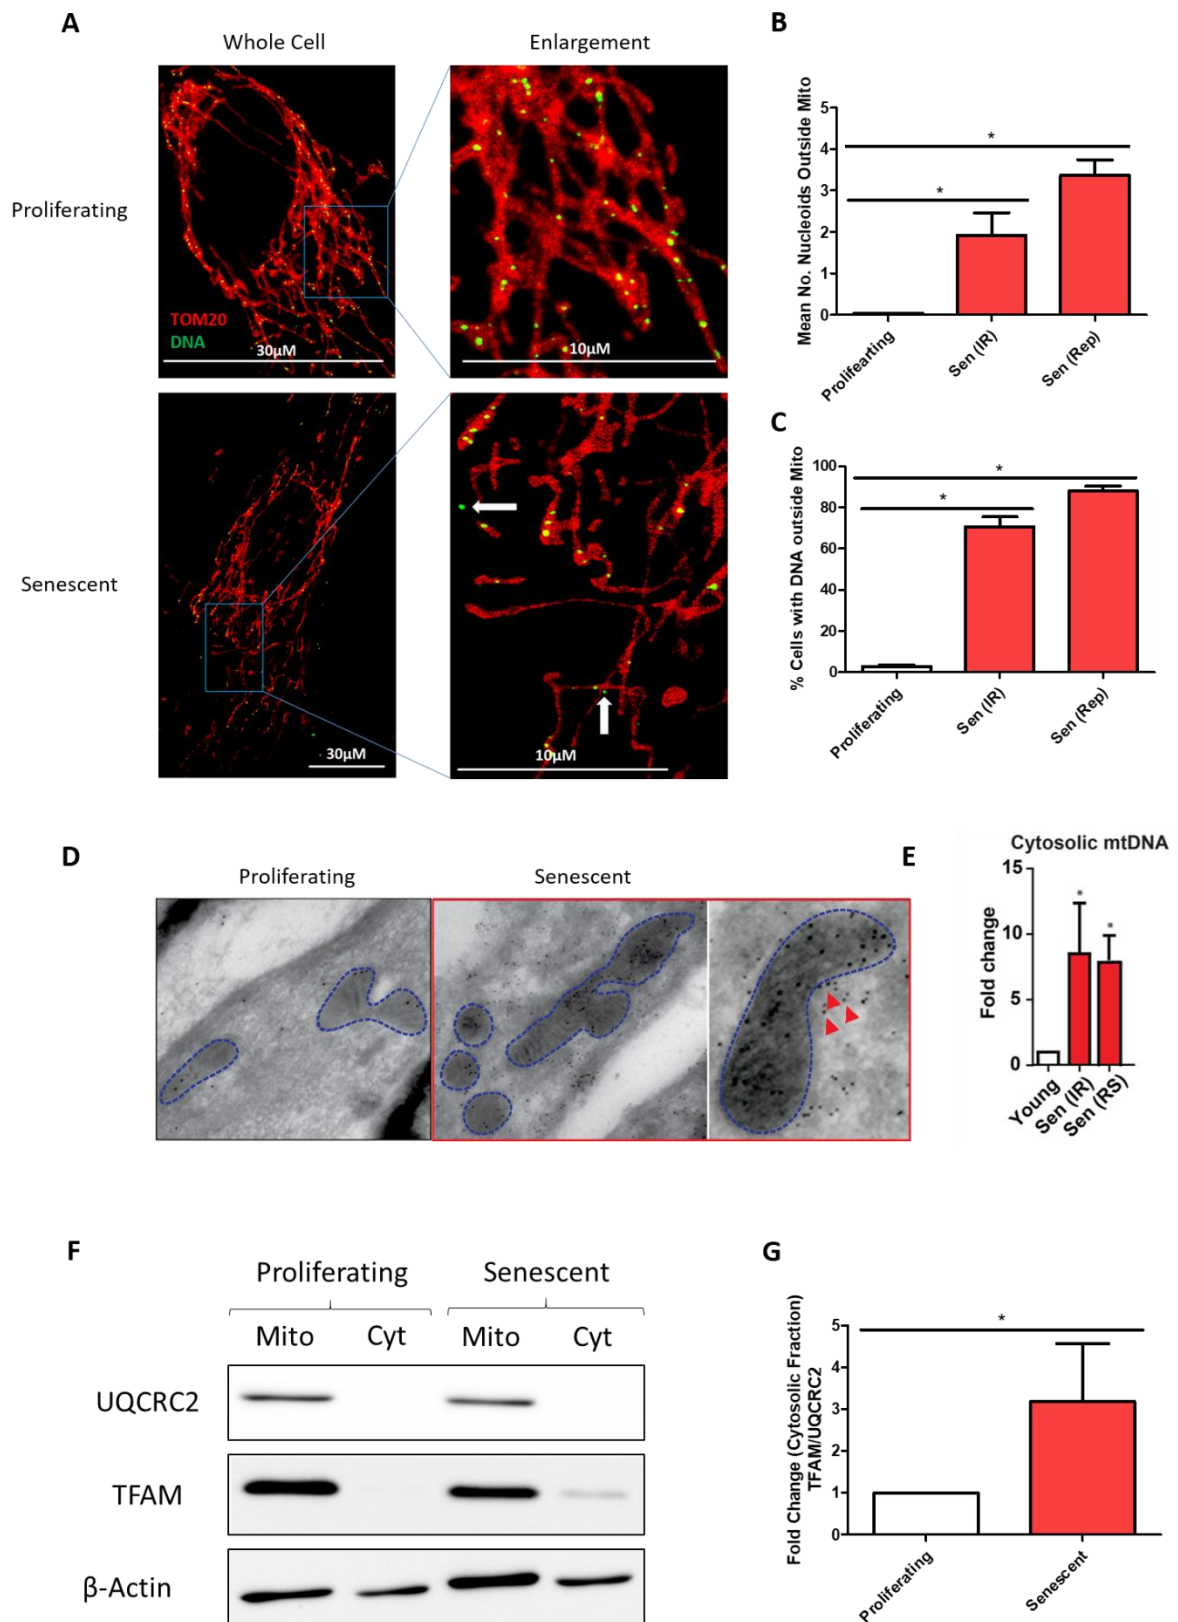 A
Whole Cell
Enlargement
Proliferating
TOM20
DNA
30µM
10µM
Senescent
30µM
10µM
B
Mean No. Nucleoids Outside Mito
5
4
3
2
1
0
*
*
Prolifearting
Sen (IR)
Sen (Rep)
C
% Cells with DNA outside Mito
100
80
60
40
20
0
*
*
Proliferating
Sen (IR)
Sen (Rep)
D
Proliferating
Senescent
E
Cytosolic mtDNA
Fold change
15
10
5
0
*
*
Young
Sen (IR)
Sen (RS)
F
Proliferating
Senescent
Mito
Cyt
Mito
Cyt
UQCRC2
TFAM
β-Actin
G
Fold Change (Cytosolic Fraction)
TFAM/UQCRC2
5
4
3
2
1
0
*
Proliferating
Senescent